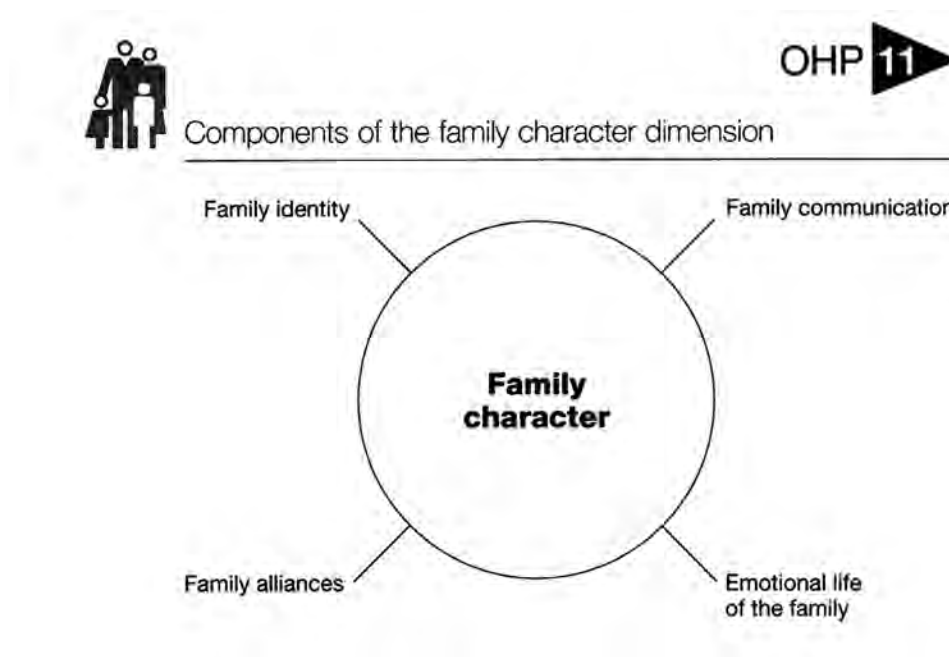 OHP 11
Components of the family character dimension
Family identity
Family communication
Family
character
Family alliances
Emotional life
of the family